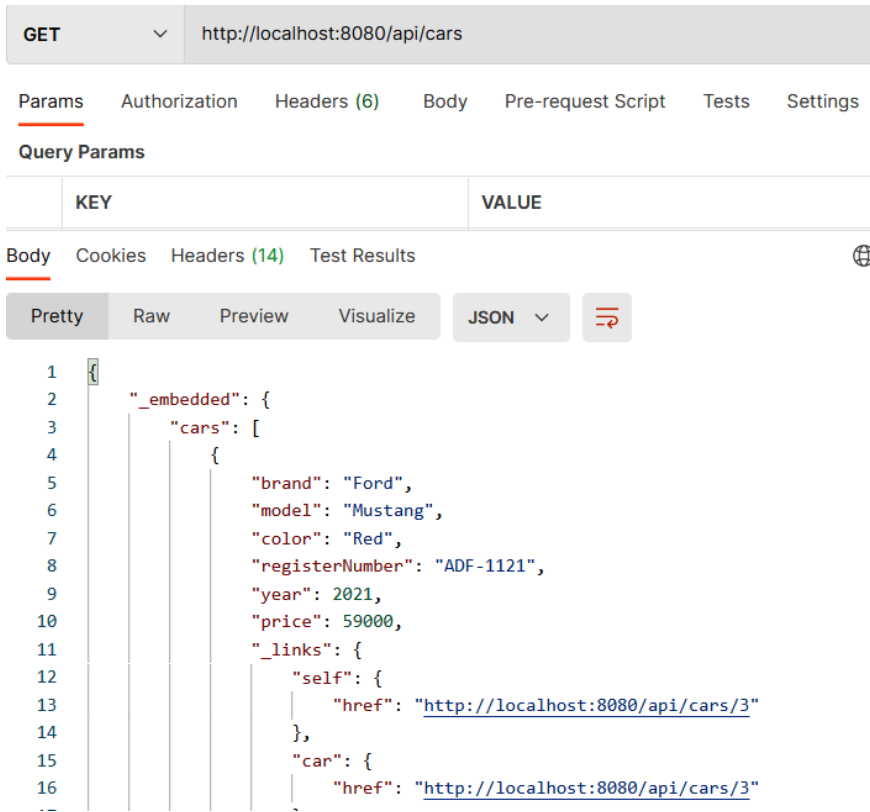 GET http://localhost:8080/api/cars
Params Authorization Headers (6) Body Pre-request Script Tests Settings
Query Params
KEY VALUE
Body Cookies Headers (14) Test Results
Pretty Raw Preview Visualize JSON
1 {
2 "_embedded": {
3 "cars": [
4 {
5 "brand": "Ford",
6 "model": "Mustang",
7 "color": "Red",
8 "registerNumber": "ADF-1121",
9 "year": 2021,
10 "price": 59000,
11 "_links": {
12 "self": {
13 "href": "http://localhost:8080/api/cars/3"
14 },
15 "car": {
16 "href": "http://localhost:8080/api/cars/3"